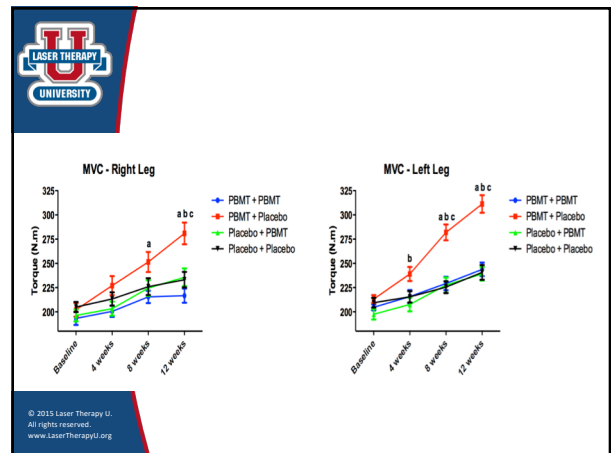 LASER THERAPY
U
UNIVERSITY
MVC - Right Leg
Torque (N.m)
325
300
275
250
225
200
Baseline
4 weeks
8 weeks
12 weeks
a
a b c
PBMT + PBMT
PBMT + Placebo
Placebo + PBMT
Placebo + Placebo
MVC - Left Leg
Torque (N.m)
325
300
275
250
225
200
Baseline
4 weeks
8 weeks
12 weeks
b
a b c
a b c
PBMT + PBMT
PBMT + Placebo
Placebo + PBMT
Placebo + Placebo
© 2015 Laser Therapy U.
All rights reserved.
www.LaserTherapyU.org